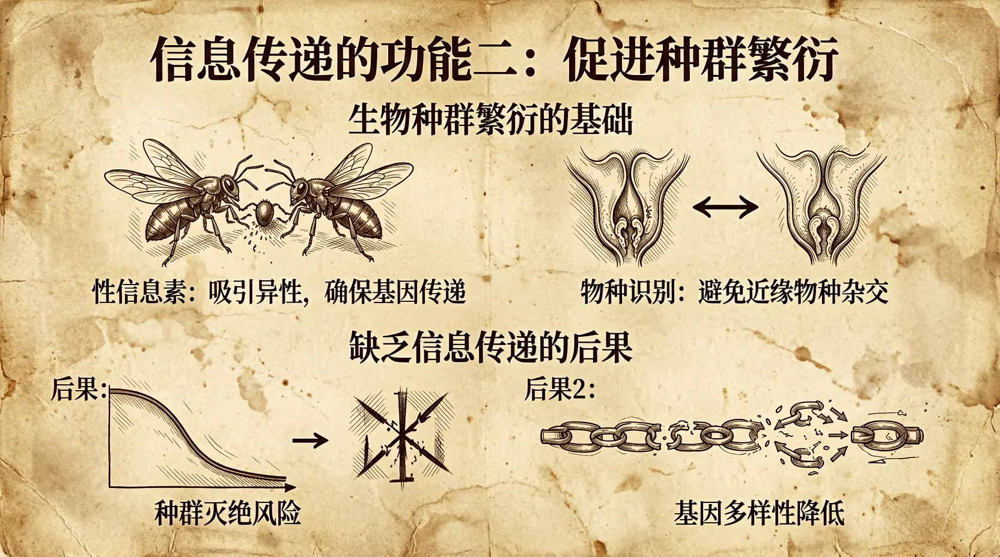 信息传递的功能二：促进种群繁衍
生物种群繁衍的基础
性信息素：吸引异性，确保基因传递
物种识别：避免近缘物种杂交
缺乏信息传递的后果
后果：
后果2：
种群灭绝风险
基因多样性降低